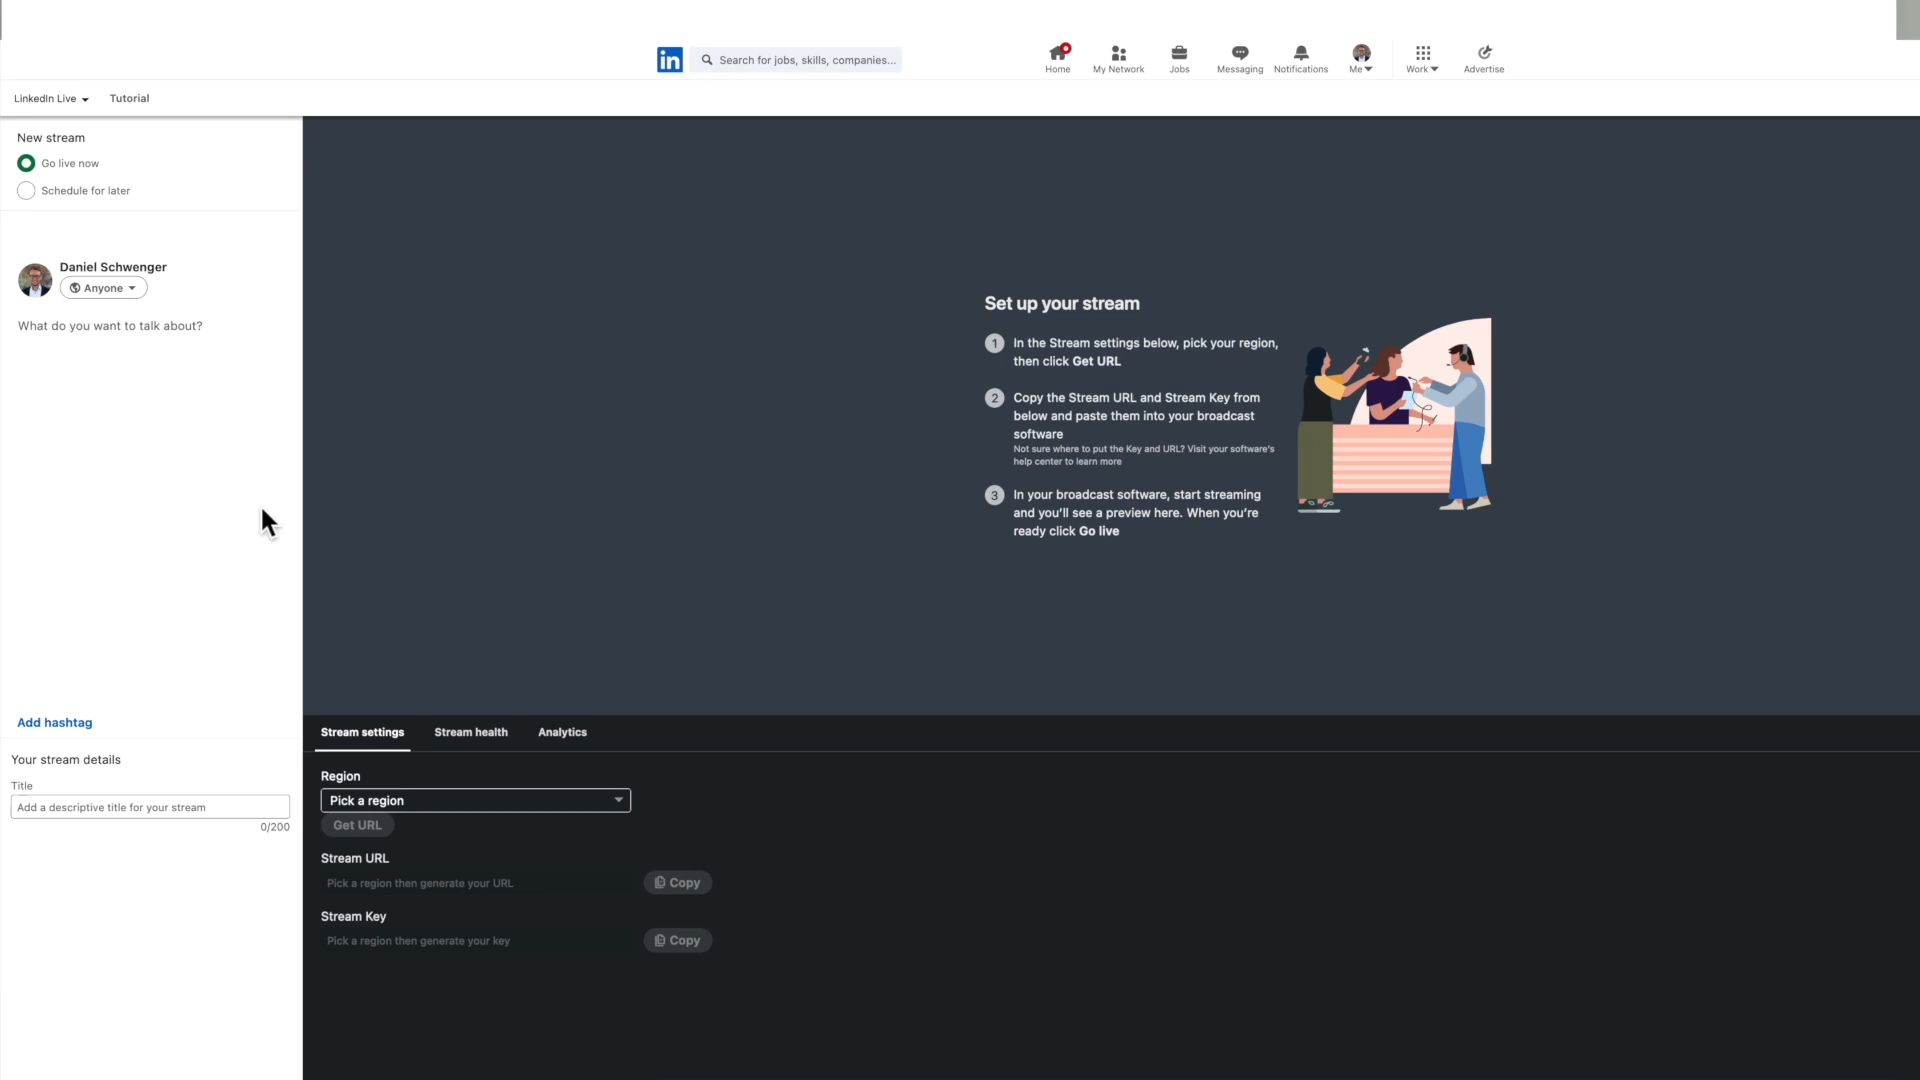 in
Search for jobs, skills, companies...
Home
My Network
Jobs
Messaging
Notifications
Me
Work
Advertise
LinkedIn Live
Tutorial
New stream
Go live now
Schedule for later
Daniel Schwenger
Anyone
What do you want to talk about?
Add hashtag
Your stream details
Title
Add a descriptive title for your stream
0/200
Set up your stream
1
In the Stream settings below, pick your region,
then click Get URL
2
Copy the Stream URL and Stream Key from
below and paste them into your broadcast
software
Not sure where to put the Key and URL? Visit your software's
help center to learn more
3
In your broadcast software, start streaming
and you'll see a preview here. When you're
ready click Go live
Stream settings
Stream health
Analytics
Region
Pick a region
Get URL
Stream URL
Pick a region then generate your URL
Copy
Stream Key
Pick a region then generate your key
Copy